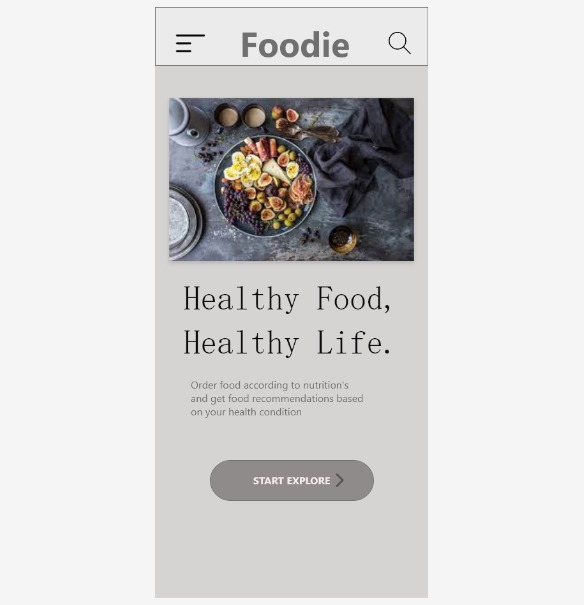 Foodie
Healthy Food,
Healthy Life.
Order food according to nutrition's
and get food recommendations based
on your health condition
START EXPLORE